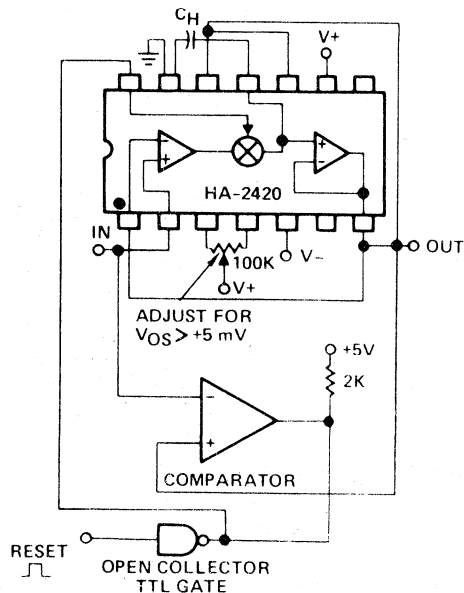 C_H
V+
-
+
+
-
HA-2420
IN
100K
V-
OUT
V+
ADJUST FOR
V_OS > +5 mV
+5V
2K
-
+
COMPARATOR
RESET
OPEN COLLECTOR
TTL GATE